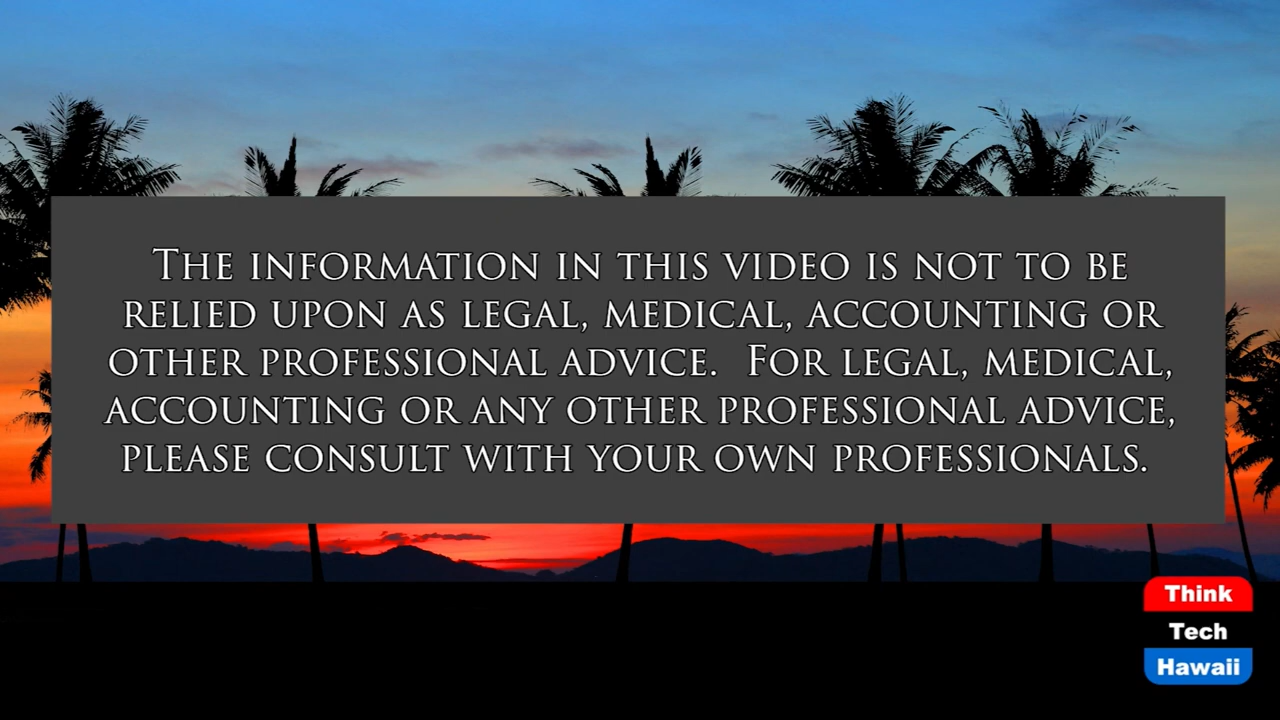 The information in this video is not to be
relied upon as legal, medical, accounting or
other professional advice.  For legal, medical,
accounting or any other professional advice,
please consult with your own professionals.
Think
Tech
Hawaii